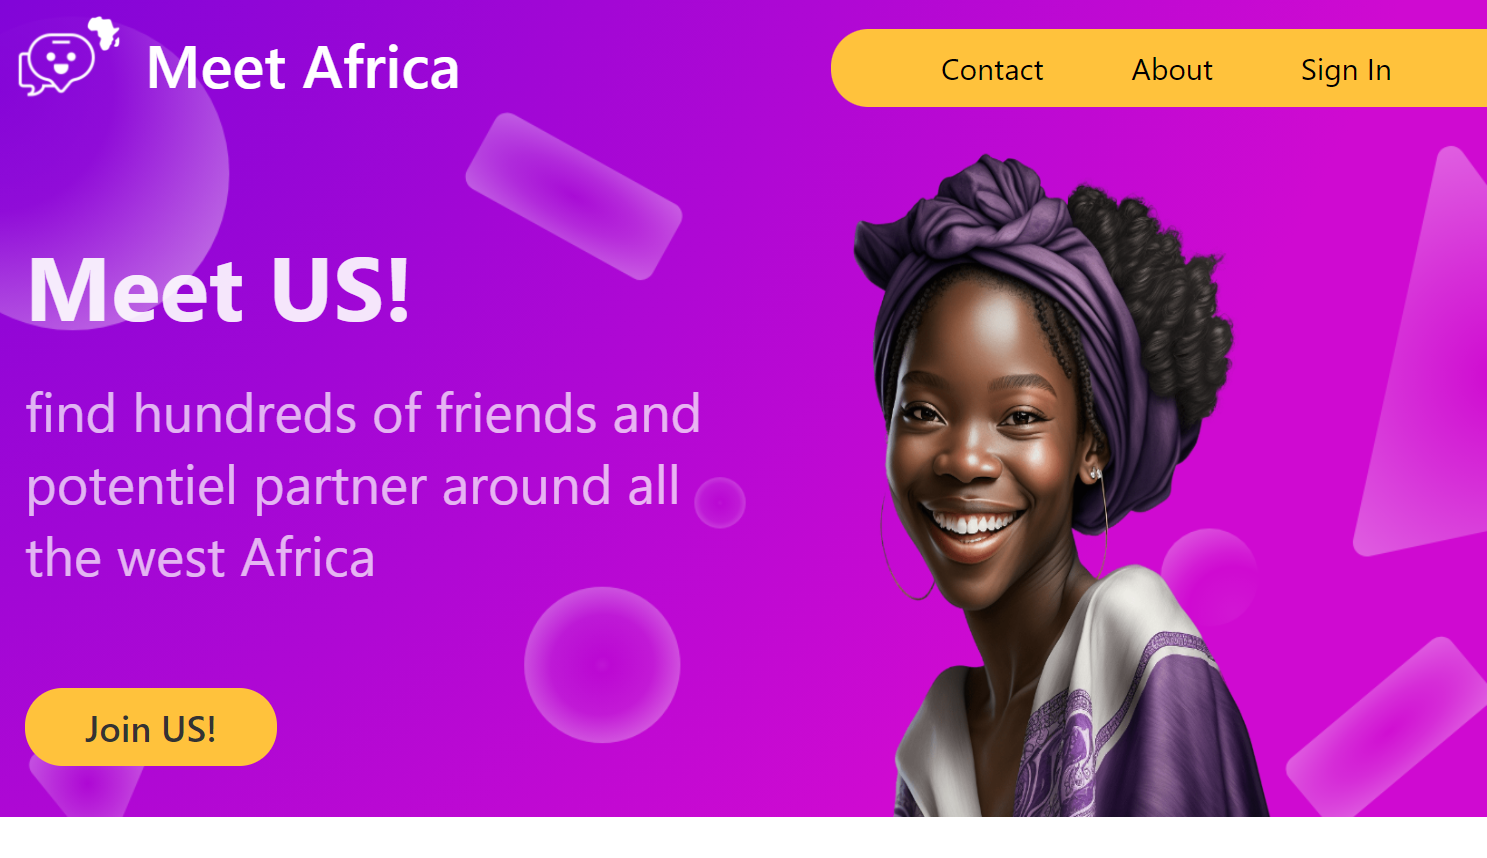 Meet Africa
Contact About Sign In
Meet US!
find hundreds of friends and
potentiel partner around all
the west Africa
Join US!